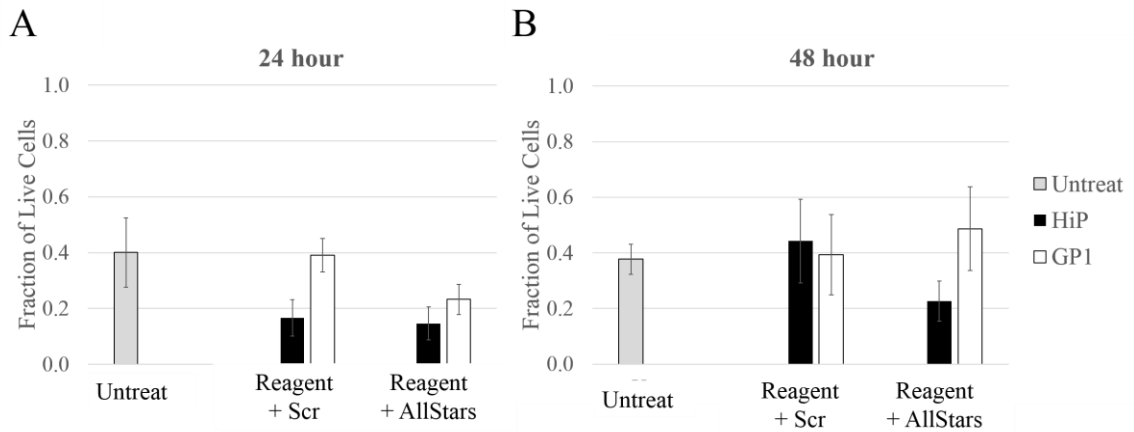 A
24 hour
Fraction of Live Cells
1.0
0.8
0.6
0.4
0.2
0.0
Untreat
Reagent
+ Scr
Reagent
+ AllStars
B
48 hour
Fraction of Live Cells
1.0
0.8
0.6
0.4
0.2
0.0
Untreat
Reagent
+ Scr
Reagent
+ AllStars
Untreat
HiP
GP1